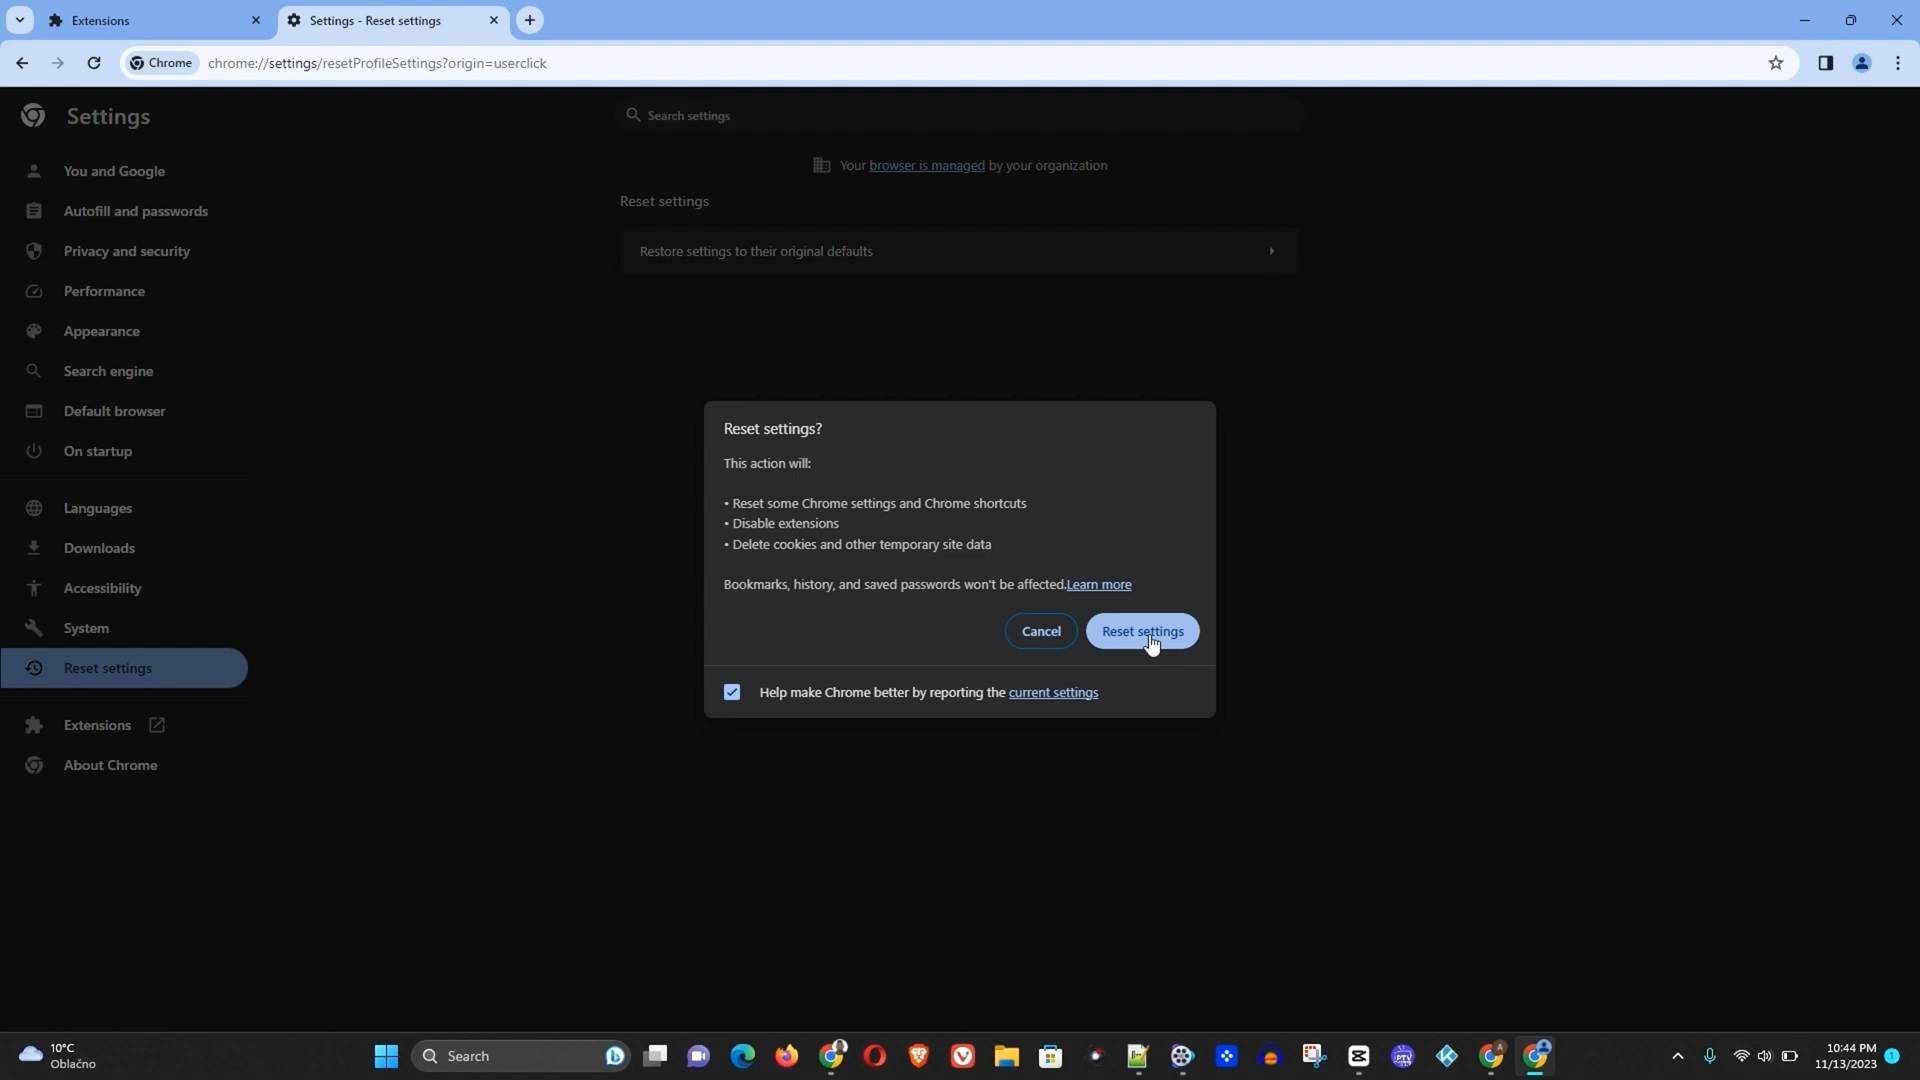 Extensions
Settings - Reset settings
Chrome
chrome://settings/resetProfileSettings?origin=userclick
Settings
Search settings
Your browser is managed by your organization
You and Google
Autofill and passwords
Privacy and security
Performance
Appearance
Search engine
Default browser
On startup
Languages
Downloads
Accessibility
System
Reset settings
Extensions
About Chrome
Reset settings
Restore settings to their original defaults
Reset settings?
This action will:
• Reset some Chrome settings and Chrome shortcuts
• Disable extensions
• Delete cookies and other temporary site data
Bookmarks, history, and saved passwords won't be affected.Learn more
Cancel
Reset settings
Help make Chrome better by reporting the current settings
10°C
Oblačno
Search
PTV
A
10:44 PM
11/13/2023
1